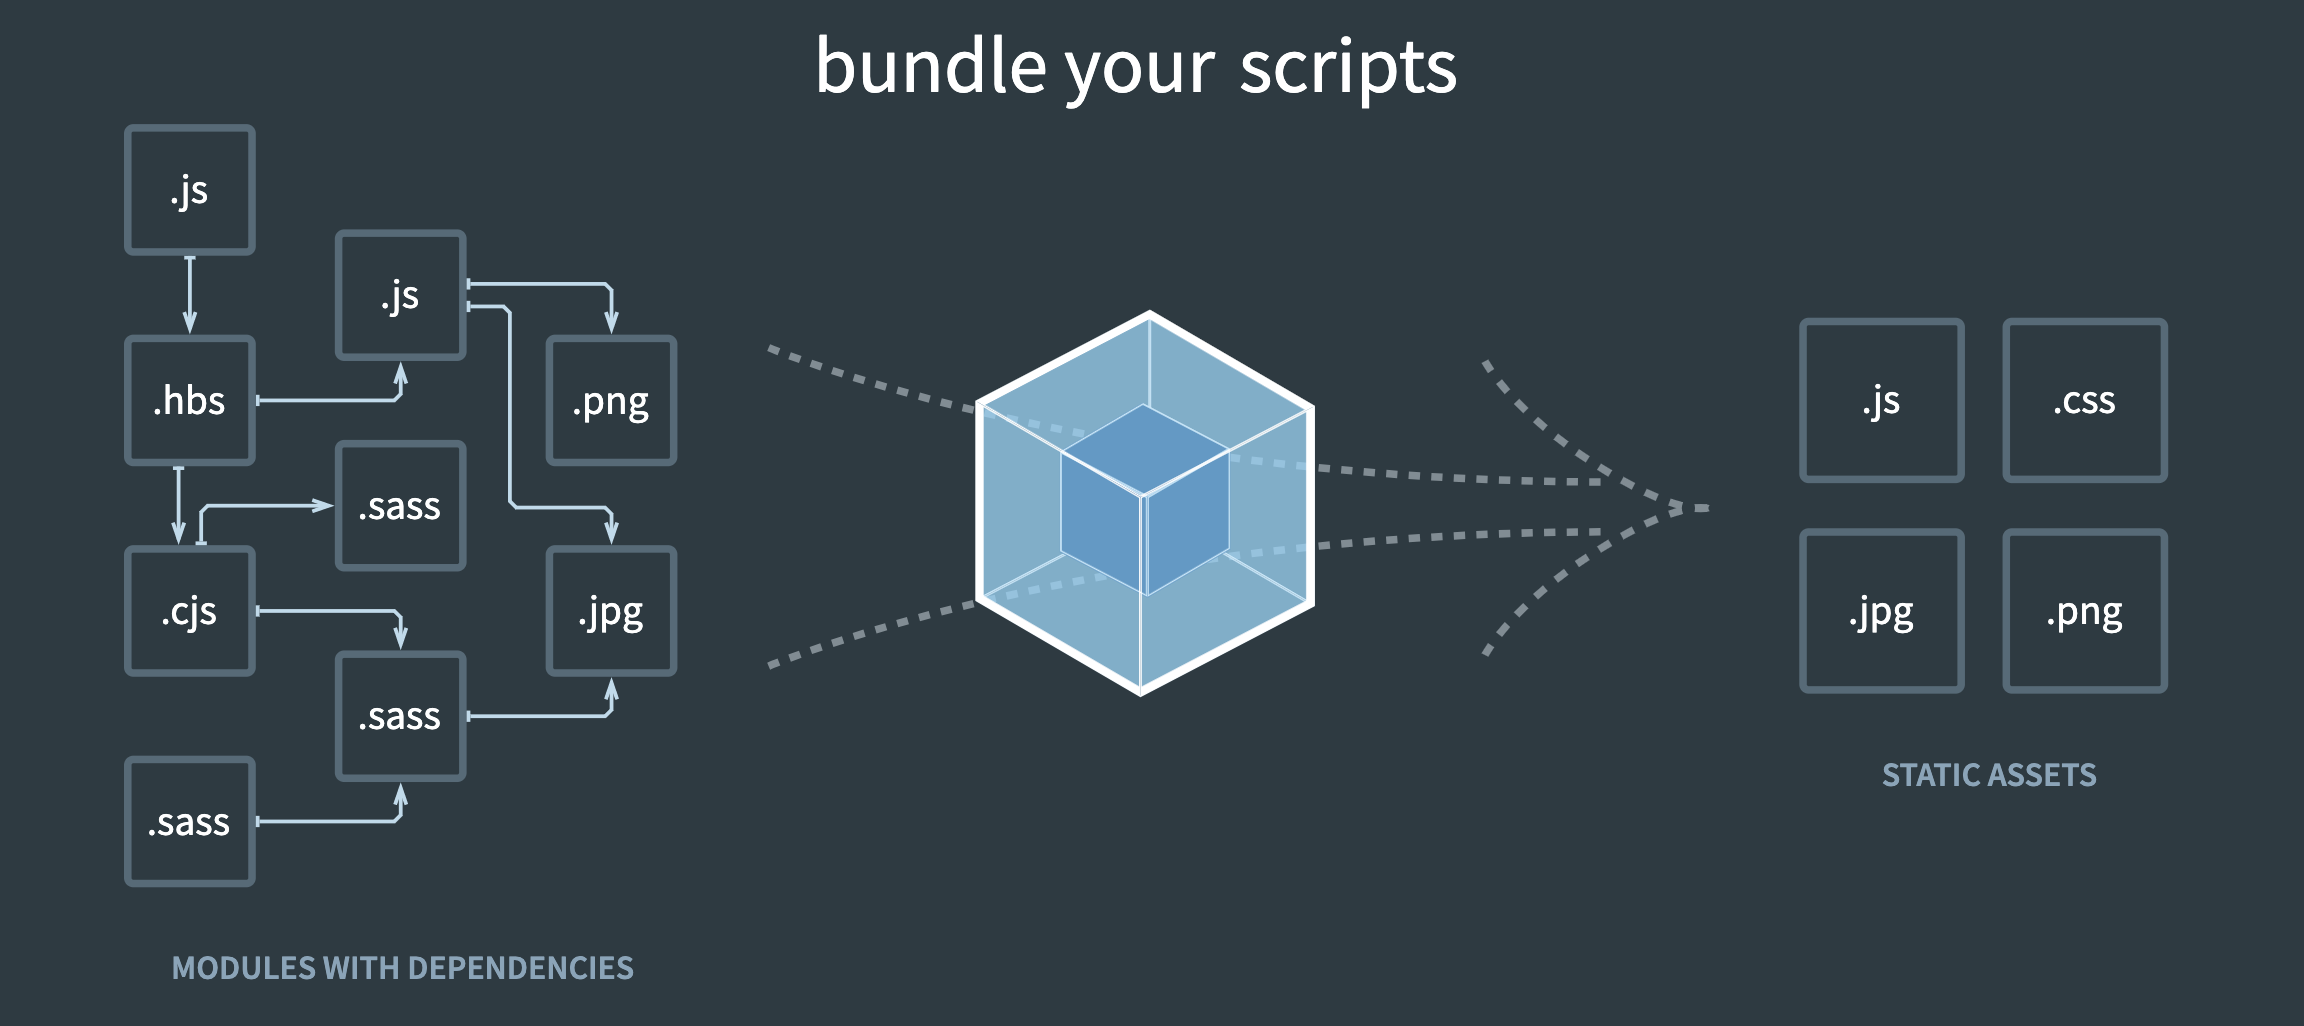 bundle your scripts
.js
.js
.hbs
.png
.sass
.cjs
.jpg
.sass
.sass
MODULES WITH DEPENDENCIES
.js
.css
.jpg
.png
STATIC ASSETS